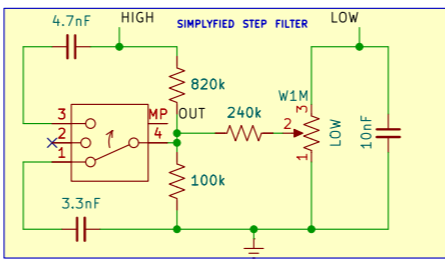 4.7nF
HIGH
SIMPLYFIED STEP FILTER
LOW
820k
W1M
3
MP
OUT
240k
3
2
4
2
LOW
10nF
1
1
100k
3.3nF